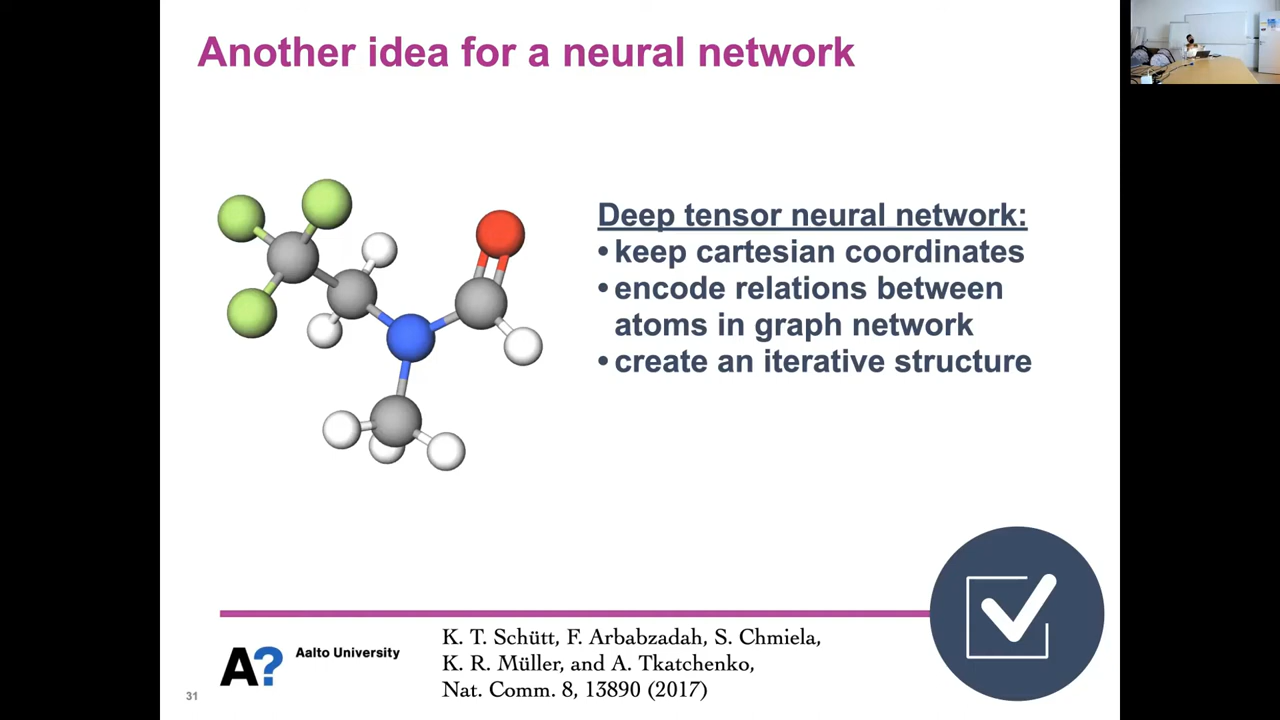 Another idea for a neural network
Deep tensor neural network:
• keep cartesian coordinates
• encode relations between
atoms in graph network
• create an iterative structure
K. T. Schütt, F. Arbabzadah, S. Chmiela,
K. R. Müller, and A. Tkatchenko,
Nat. Comm. 8, 13890 (2017)
A?
Aalto University
31